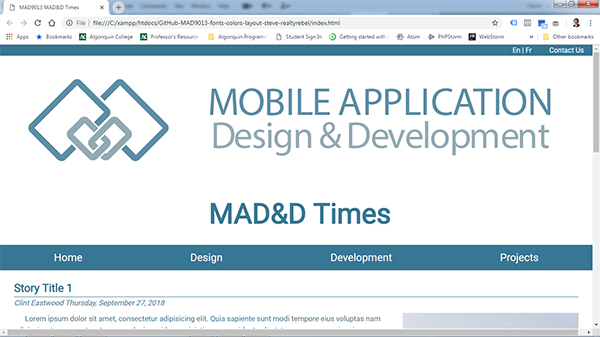 MAD9013 MAD&D Times
File | file:///C:/xampp/htdocs/GitHub-MAD9013-fonts-colors-layout-steve-realtyrebel/index.html
Apps Bookmarks Algonquin College Professor's Resource Algonquin Program Student Sign In Getting started with Atom PHPStorm WebStorm » Other bookmarks
En | Fr Contact Us
MOBILE APPLICATION
Design & Development
MAD&D Times
Home Design Development Projects
Story Title 1
Clint Eastwood Thursday, September 27, 2018
Lorem ipsum dolor sit amet, consectetur adipisicing elit. Quia sapiente sunt modi tempore eius voluptas nam